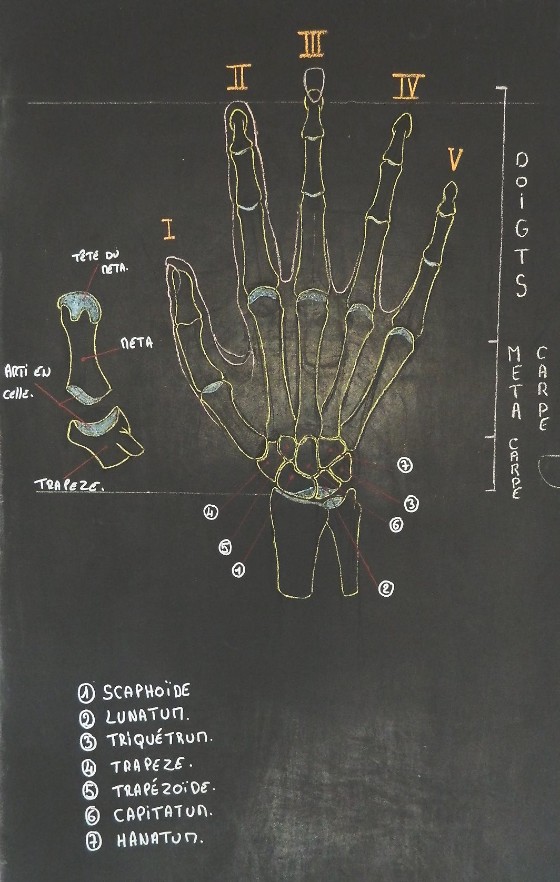 III
II
IV
V
I
DOIGTS
TÊTE DU
META.
META
ARTI EN
Celle.
TRAPEZE.
META
CARPE
CARPE
⑦
③
④
⑥
⑤
①
②
① SCAPHOÏDE
② LUNATUM.
③ TRIQUÉTRUM.
④ TRAPEZE.
⑤ TRAPÉZOÏDE.
⑥ CAPITATUM.
⑦ HAMATUM.